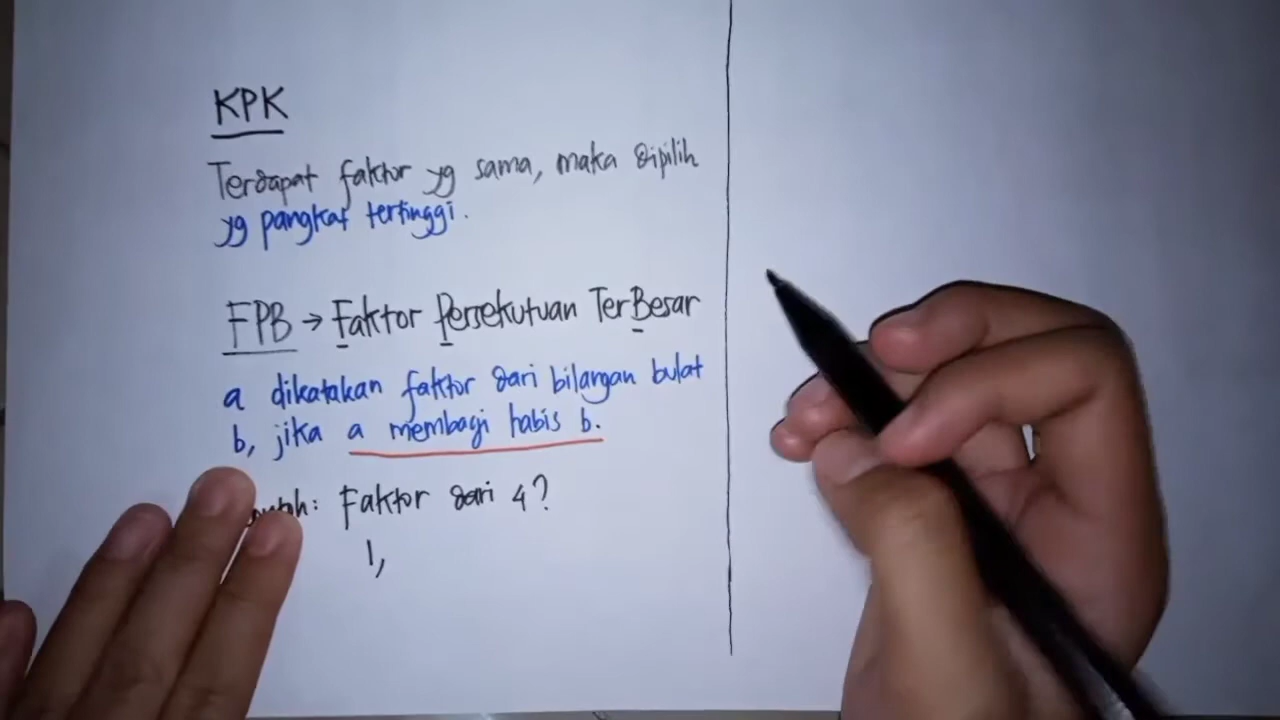 KPK
Terdapat faktor yg sama, maka dipilih
yg pangkat tertinggi.
FPB → Faktor Persekutuan TerBesar
a dikatakan faktor dari bilangan bulat
b, jika a membagi habis b.
Faktor dari 4?
1,